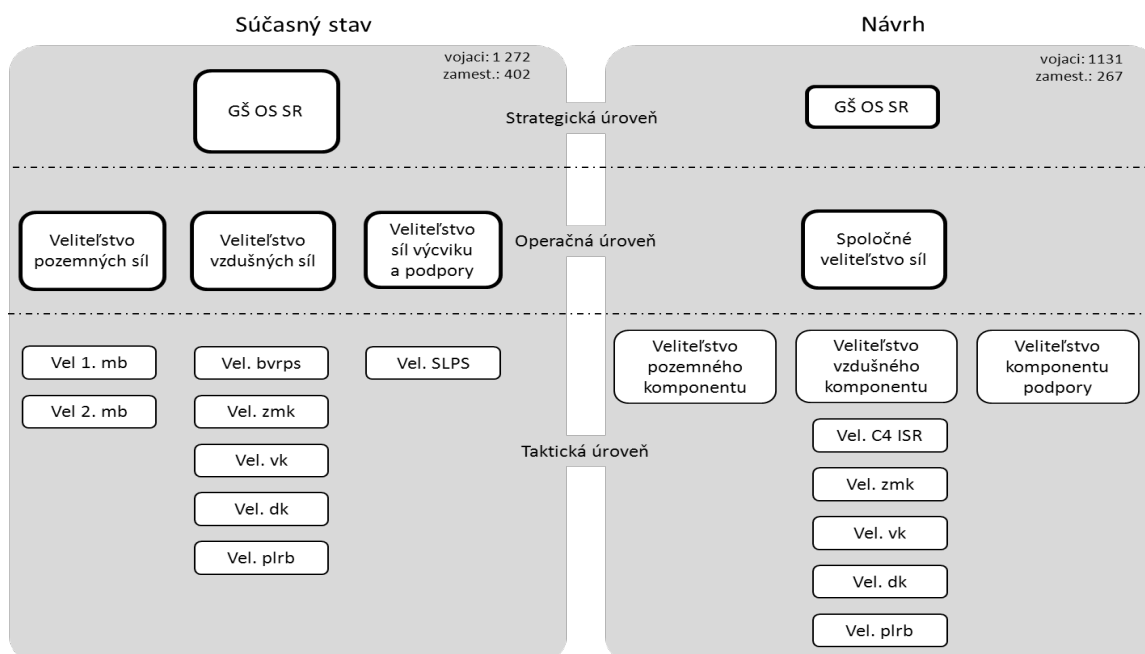 Súčasný stav
vojaci: 1 272
zamest.: 402
GŠ OS SR
Veliteľstvo
pozemných síl
Veliteľstvo
vzdušných síl
Veliteľstvo
síl výcviku
a podpory
Vel 1. mb
Vel 2. mb
Vel. bvrps
Vel. zmk
Vel. vk
Vel. dk
Vel. plrb
Vel. SLPS
Strategická úroveň
Operačná úroveň
Taktická úroveň
Návrh
vojaci: 1131
zamest.: 267
GŠ OS SR
Spoločné
veliteľstvo síl
Veliteľstvo
pozemného
komponentu
Veliteľstvo
vzdušného
komponentu
Veliteľstvo
komponentu
podpory
Vel. C4 ISR
Vel. zmk
Vel. vk
Vel. dk
Vel. plrb